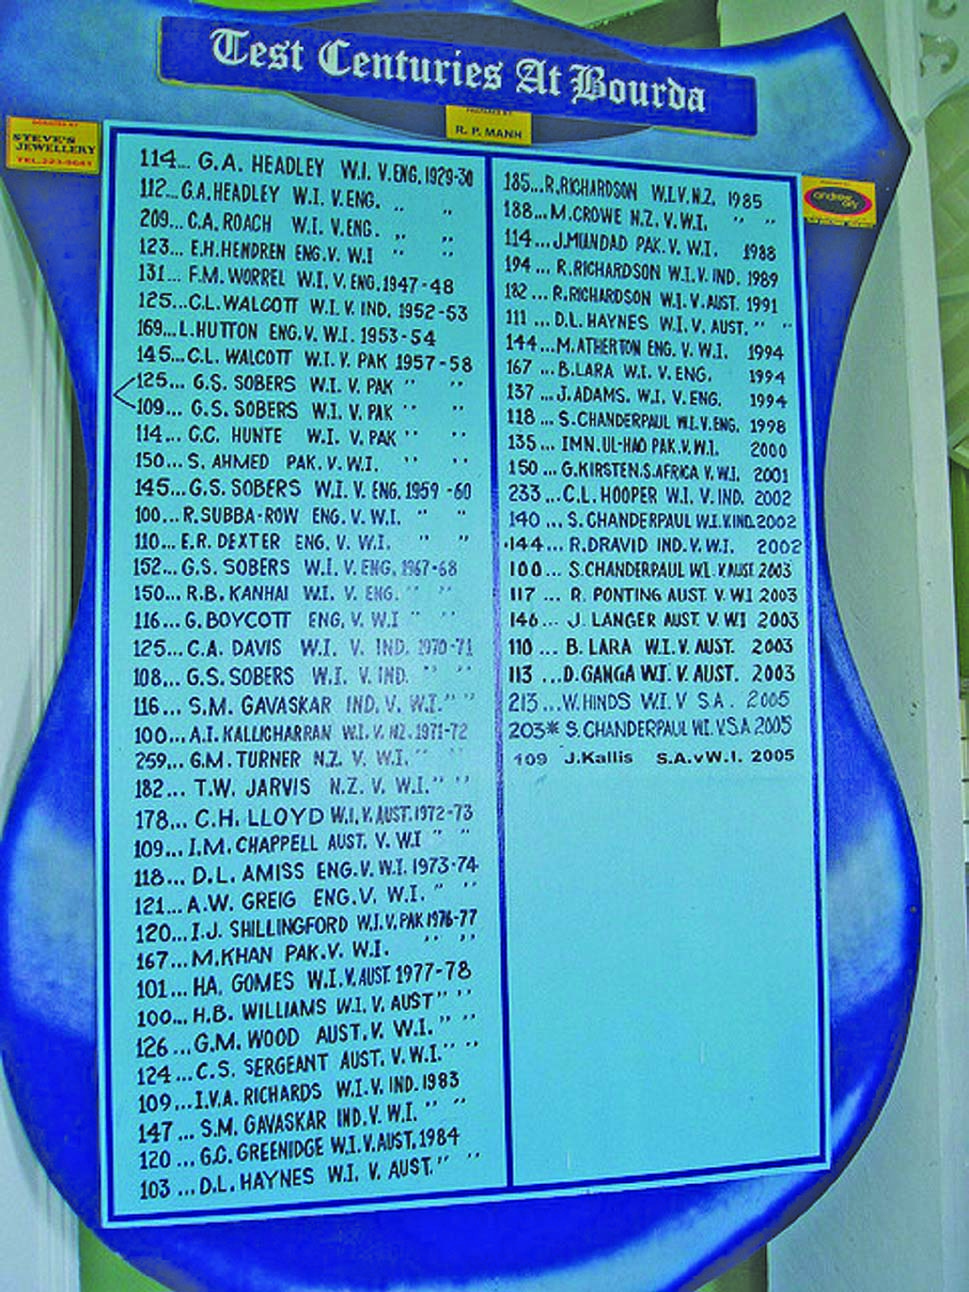 Test Centuries At Bourda
STEVE'S
JEWELLERY
R. P. MANH
114... G.A. HEADLEY W.I. V.ENG. 1929-30
112... G.A. HEADLEY W.I. V.ENG. " "
209... C.A. ROACH W.I. V.ENG. " "
123... E.H. HENDREN ENG. V. W.I " "
131... F.M. WORREL W.I. V. ENG. 1947-48
125... C.L. WALCOTT W.I. V. IND. 1952-53
169... L. HUTTON ENG. V. W.I. 1953-54
145... C.L. WALCOTT W.I. V. PAK 1957-58
125... G.S. SOBERS W.I. V. PAK " "
109... G.S. SOBERS W.I. V. PAK " "
114... C.C. HUNTE W.I. V. PAK " "
150... S. AHMED PAK. V. W.I. " "
145... G.S. SOBERS W.I. V. ENG. 1959-60
100... R. SUBBA-ROW ENG. V. W.I. " "
110... E.R. DEXTER ENG. V. W.I. " "
152... G.S. SOBERS W.I. V. ENG. 1967-68
150... R.B. KANHAI W.I. V. ENG. " "
116... G. BOYCOTT ENG. V. W.I " "
125... C.A. DAVIS W.I. V. IND. 1970-71
108... G.S. SOBERS W.I. V. IND. " "
116... S.M. GAVASKAR IND. V. W.I. " "
100... A.I. KALLICHARRAN W.I. V. NZ. 1971-72
259... G.M. TURNER N.Z. V. W.I. " "
182... T.W. JARVIS N.Z. V. W.I. " "
178... C.H. LLOYD W.I. V. AUST. 1972-73
109... I.M. CHAPPELL AUST. V. W.I " "
118... D.L. AMISS ENG. V. W.I. 1973-74
121... A.W. GREIG ENG. V. W.I. " "
120... I.J. SHILLINGFORD W.I. V. PAK 1976-77
167... M. KHAN PAK. V. W.I. " "
101... HA. GOMES W.I. V. AUST. 1977-78
100... H.B. WILLIAMS W.I. V. AUST " "
126... G.M. WOOD AUST. V. W.I. " "
124... C.S. SERGEANT AUST. V. W.I. " "
109... I.V.A. RICHARDS W.I. V. IND. 1983
147... S.M. GAVASKAR IND. V. W.I. " "
120... G.C. GREENIDGE W.I. V. AUST. 1984
103... D.L. HAYNES W.I. V. AUST. " "
185... R. RICHARDSON W.I. V. N.Z. 1985
188... M. CROWE N.Z. V. W.I. " "
114... J. MUNDAD PAK. V. W.I. 1988
194... R. RICHARDSON W.I. V. IND. 1989
182... R. RICHARDSON W.I. V. AUST. 1991
111... D.L. HAYNES W.I. V. AUST. " "
144... M. ATHERTON ENG. V. W.I. 1994
167... B. LARA W.I. V. ENG. 1994
137... J. ADAMS. W.I. V. ENG. 1994
118... S. CHANDERPAUL W.I. V. ENG. 1998
135... IMN. UL-HAO PAK. V. W.I. 2000
150... G. KIRSTEN. S. AFRICA V. W.I. 2001
233... C.L. HOOPER W.I. V. IND. 2002
140... S. CHANDERPAUL W.I. V. IND. 2002
144... R. DRAVID IND. V. W.I. 2002
100... S. CHANDERPAUL W.I. V. AUST. 2003
117... R. PONTING AUST. V. W.I 2003
146... J. LANGER AUST. V. W.I 2003
110... B. LARA W.I. V. AUST. 2003
113... D. GANGA W.I. V. AUST. 2003
213... W. HINDS W.I. V S.A. 2005
203* S. CHANDERPAUL W.I. V. S.A 2005
109 J.Kallis S.A.vW.I. 2005